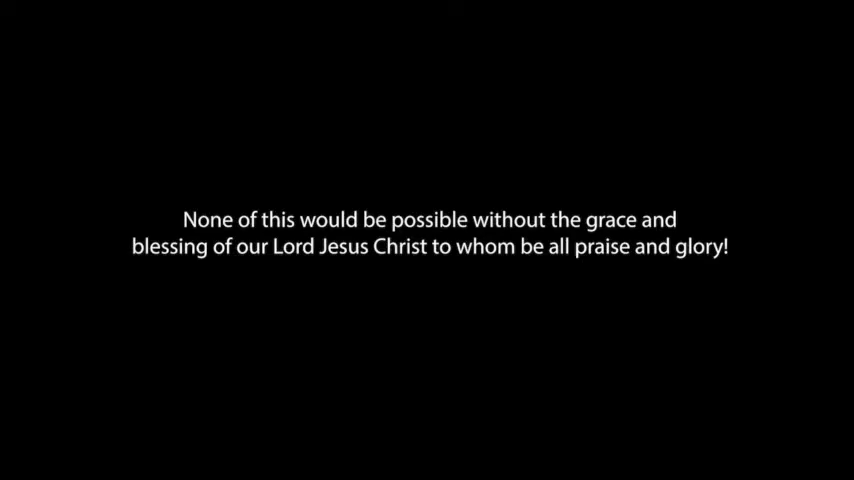 None of this would be possible without the grace and
blessing of our Lord Jesus Christ to whom be all praise and glory!